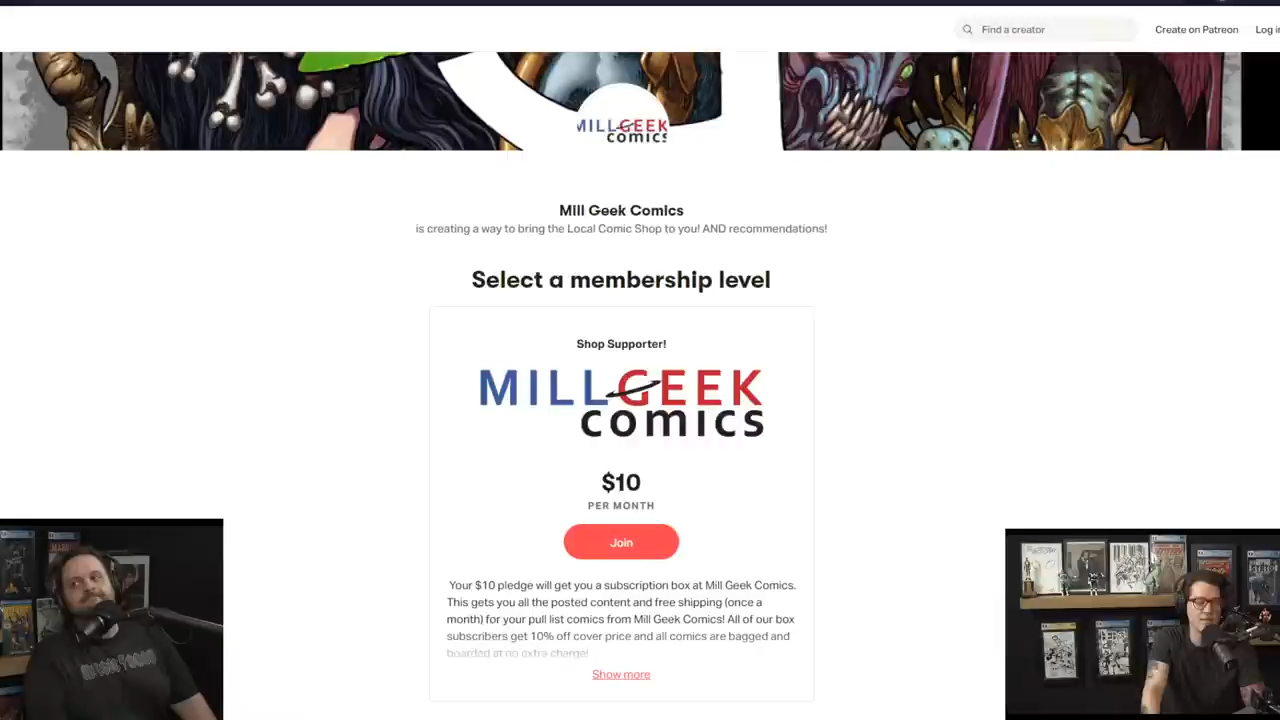 Find a creator
Create on Patreon
MILLGEEK
comics
Mill Geek Comics
is creating a way to bring the Local Comic Shop to you! AND recommendations!
Select a membership level
Shop Supporter!
MILLGEEK
comics
$10
PER MONTH
Join
Your $10 pledge will get you a subscription box at Mill Geek Comics.
This gets you all the posted content and free shipping (once a
month) for your pull list comics from Mill Geek Comics! All of our box
subscribers get 10% off cover price and all comics are bagged and
boarded at no extra charge!
Show more